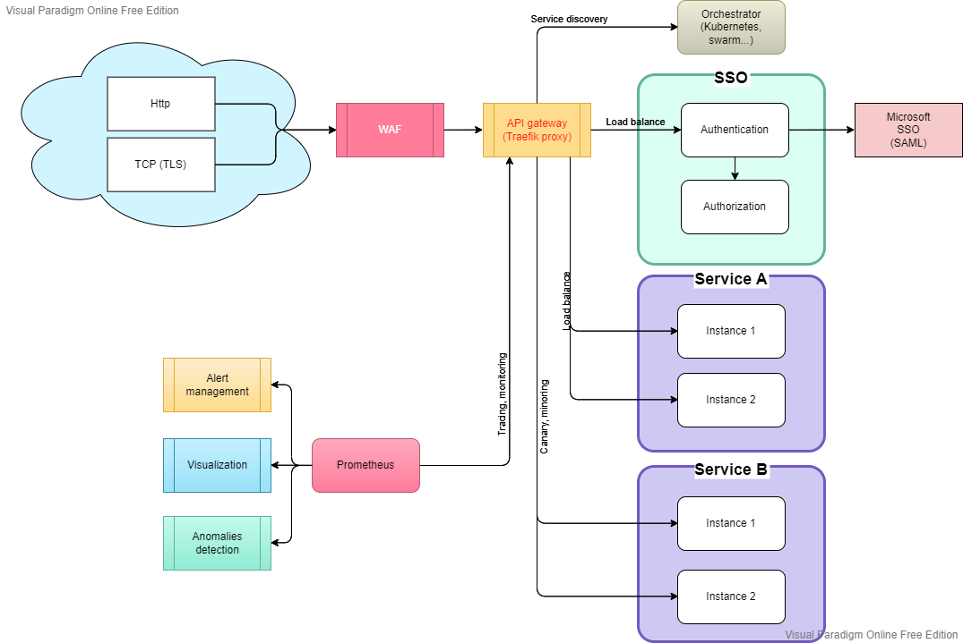 Visual Paradigm Online Free Edition
Service discovery
Orchestrator
(Kubernetes,
swarm...)
SSO
Http
TCP (TLS)
WAF
API gateway
(Traefik proxy)
Load balance
Authentication
Authorization
Microsoft
SSO
(SAML)
Service A
Load balance
Instance 1
Instance 2
Tracing, monitoring
Canary, minoring
Alert
management
Visualization
Prometheus
Anomalies
detection
Service B
Instance 1
Instance 2
Visual Paradigm Online Free Edition